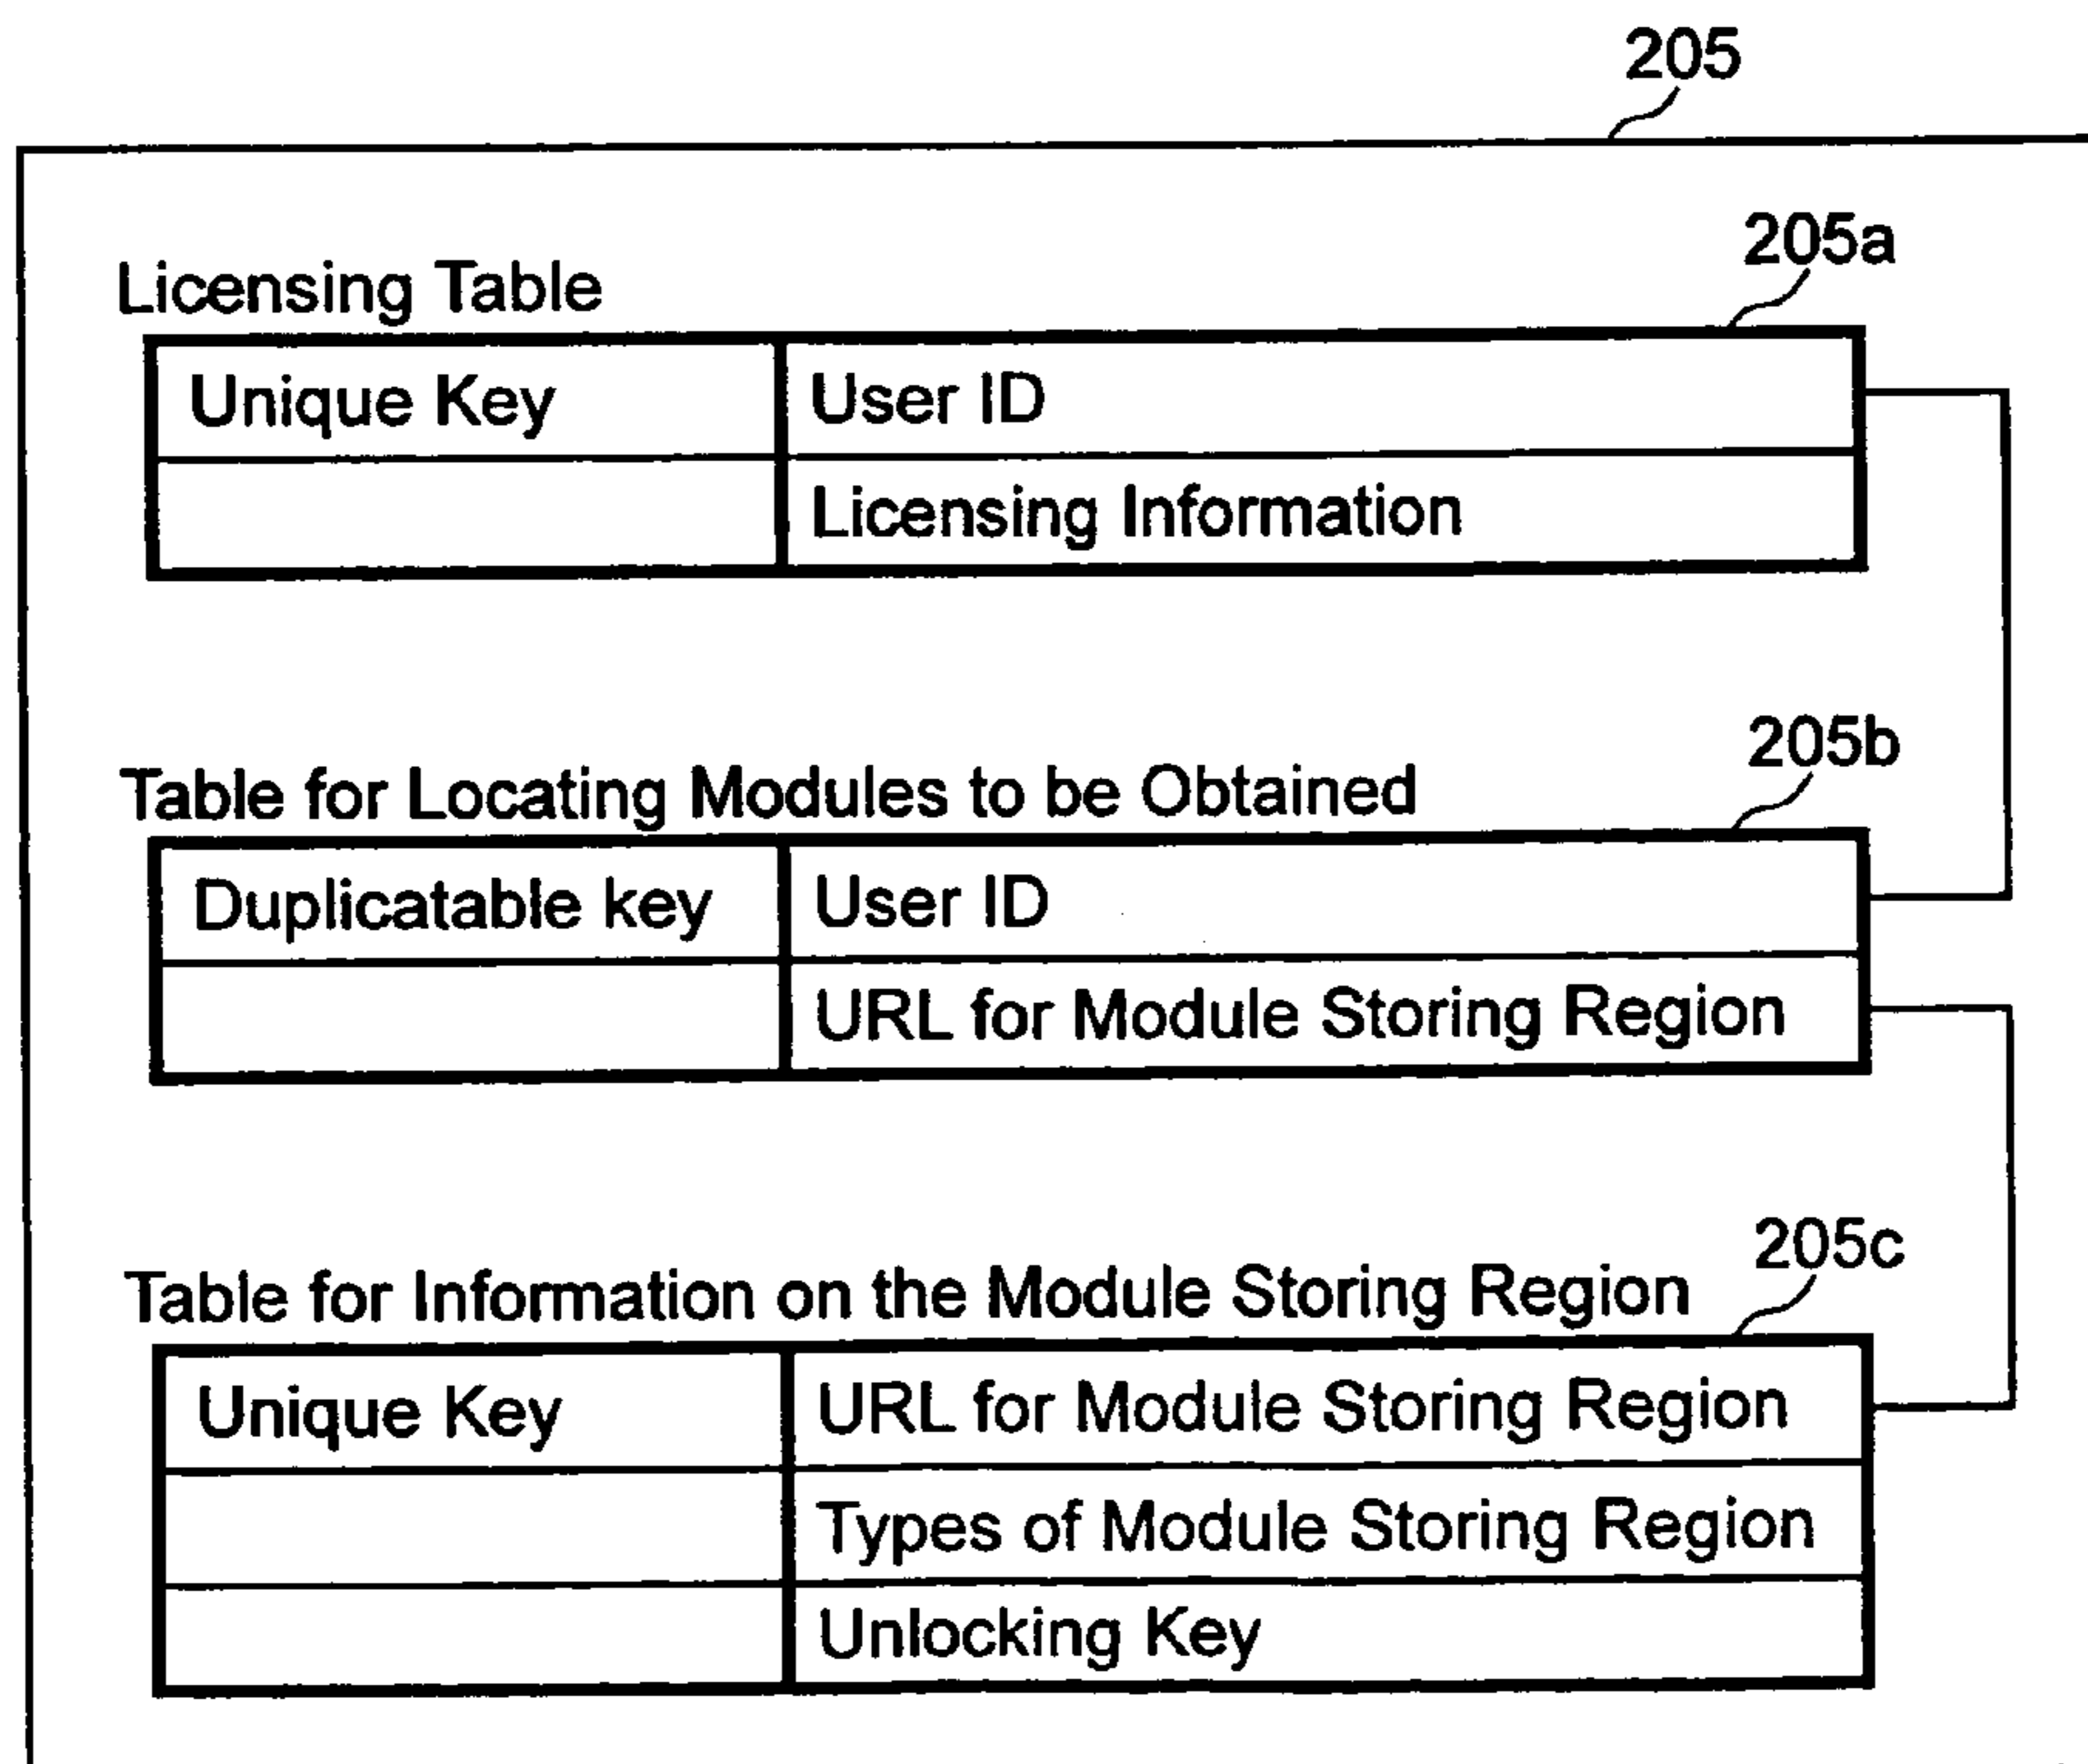 205
205a
Licensing Table
Unique Key User ID
Licensing Information
205b
Table for Locating Modules to be Obtained
Duplicatable key User ID
URL for Module Storing Region
205c
Table for Information on the Module Storing Region
Unique Key URL for Module Storing Region
Types of Module Storing Region
Unlocking Key